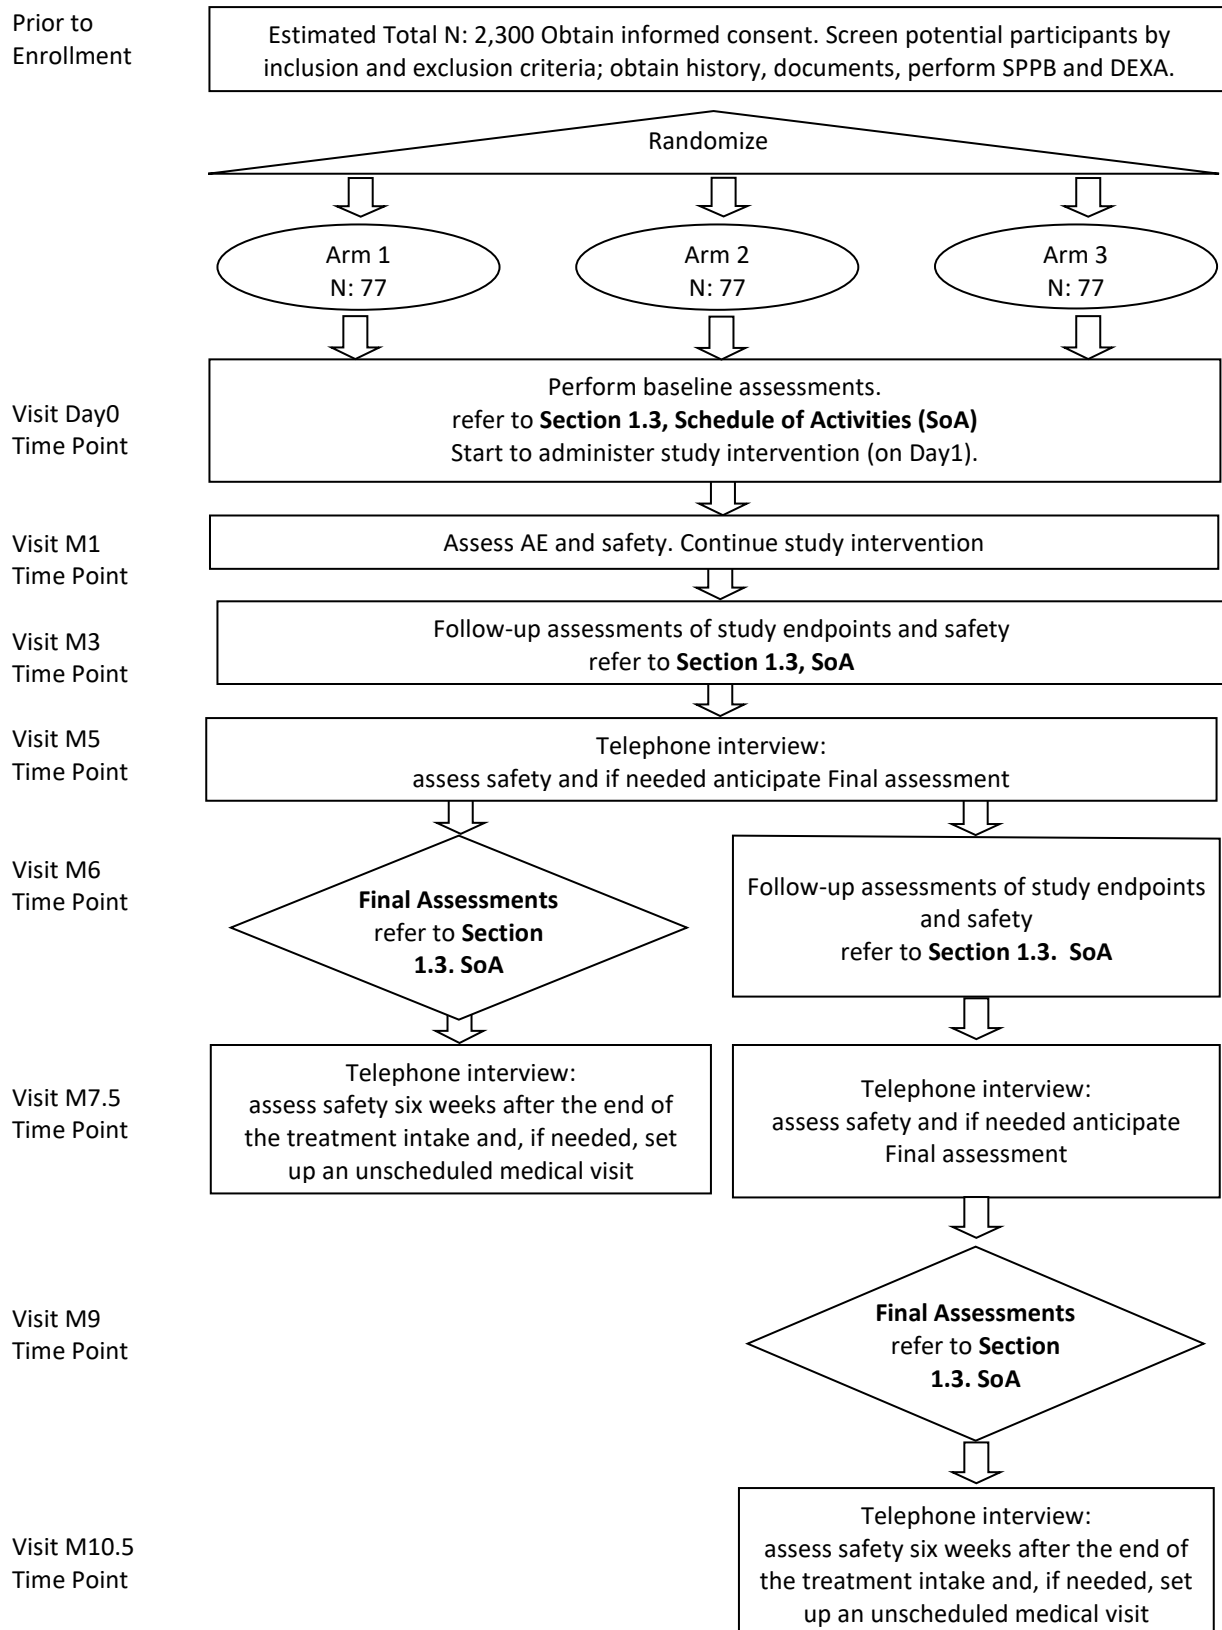 Prior to
Enrollment
Estimated Total N: 2,300 Obtain informed consent. Screen potential participants by
inclusion and exclusion criteria; obtain history, documents, perform SPPB and DEXA.
Randomize
Arm 1
N: 77
Arm 2
N: 77
Arm 3
N: 77
Visit Day0
Time Point
Perform baseline assessments.
refer to Section 1.3, Schedule of Activities (SoA)
Start to administer study intervention (on Day1).
Visit M1
Time Point
Assess AE and safety. Continue study intervention
Visit M3
Time Point
Follow-up assessments of study endpoints and safety
refer to Section 1.3, SoA
Visit M5
Time Point
Telephone interview:
assess safety and if needed anticipate Final assessment
Visit M6
Time Point
Final Assessments
refer to Section
1.3. SoA
Follow-up assessments of study endpoints
and safety
refer to Section 1.3. SoA
Visit M7.5
Time Point
Telephone interview:
assess safety six weeks after the end of
the treatment intake and, if needed, set
up an unscheduled medical visit
Telephone interview:
assess safety and if needed anticipate
Final assessment
Visit M9
Time Point
Final Assessments
refer to Section
1.3. SoA
Visit M10.5
Time Point
Telephone interview:
assess safety six weeks after the end of
the treatment intake and, if needed, set
up an unscheduled medical visit